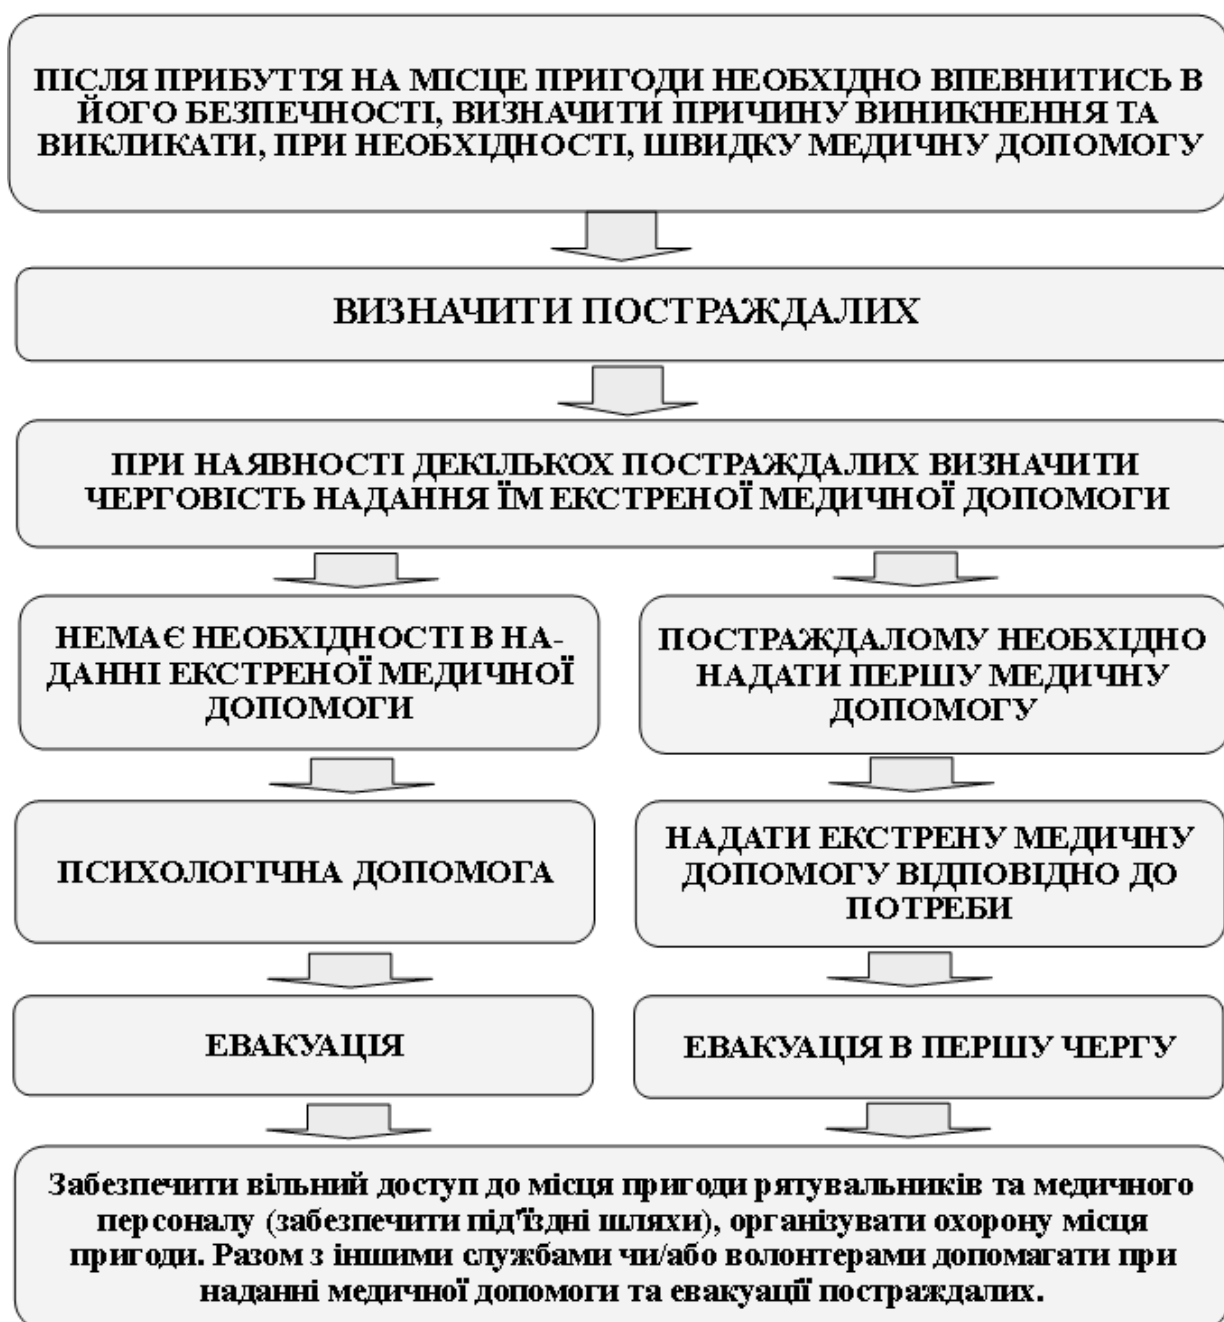 ПІСЛЯ ПРИБУТТЯ НА МІСЦЕ ПРИГОДИ НЕОБХІДНО ВПЕВНИТИСЬ В
ЙОГО БЕЗПЕЧНОСТІ, ВИЗНАЧИТИ ПРИЧИНУ ВИНИКНЕННЯ ТА
ВИКЛИКАТИ, ПРИ НЕОБХІДНОСТІ, ШВИДКУ МЕДИЧНУ ДОПОМОГУ
ВИЗНАЧИТИ ПОСТРАЖДАЛИХ
ПРИ НАЯВНОСТІ ДЕКІЛЬКОХ ПОСТРАЖДАЛИХ ВИЗНАЧИТИ
ЧЕРГОВІСТЬ НАДАННЯ ЇМ ЕКСТРЕНОЇ МЕДИЧНОЇ ДОПОМОГИ
НЕМАЄ НЕОБХІДНОСТІ В НА-
ДАННІ ЕКСТРЕНОЇ МЕДИЧНОЇ
ДОПОМОГИ
ПОСТРАЖДАЛОМУ НЕОБХІДНО
НАДАТИ ПЕРШУ МЕДИЧНУ
ДОПОМОГУ
ПСИХОЛОГІЧНА ДОПОМОГА
НАДАТИ ЕКСТРЕНУ МЕДИЧНУ
ДОПОМОГУ ВІДПОВІДНО ДО
ПОТРЕБИ
ЕВАКУАЦІЯ
ЕВАКУАЦІЯ В ПЕРШУ ЧЕРГУ
Забезпечити вільний доступ до місця пригоди рятувальників та медичного
персоналу (забезпечити під'їздні шляхи), організувати охорону місця
пригоди. Разом з іншими службами чи/або волонтерами допомагати при
наданні медичної допомоги та евакуації постраждалих.